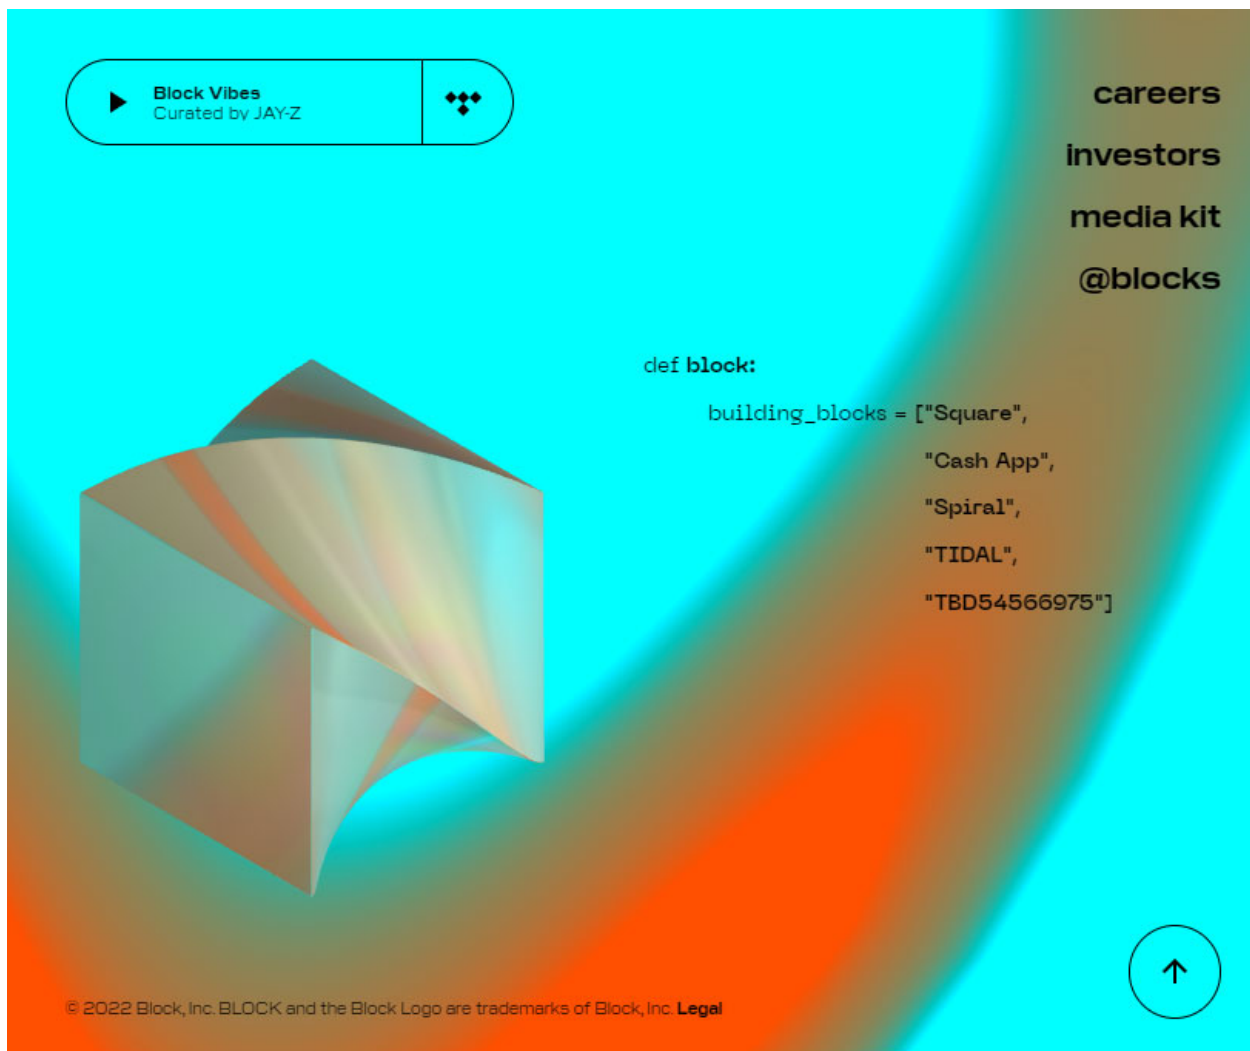 Block Vibes
Curated by JAY-Z
careers
investors
media kit
@blocks
def block:
building_blocks = ["Square",
"Cash App",
"Spiral",
"TIDAL",
"TBD54566975"]
© 2022 Block, Inc. BLOCK and the Block Logo are trademarks of Block, Inc. Legal